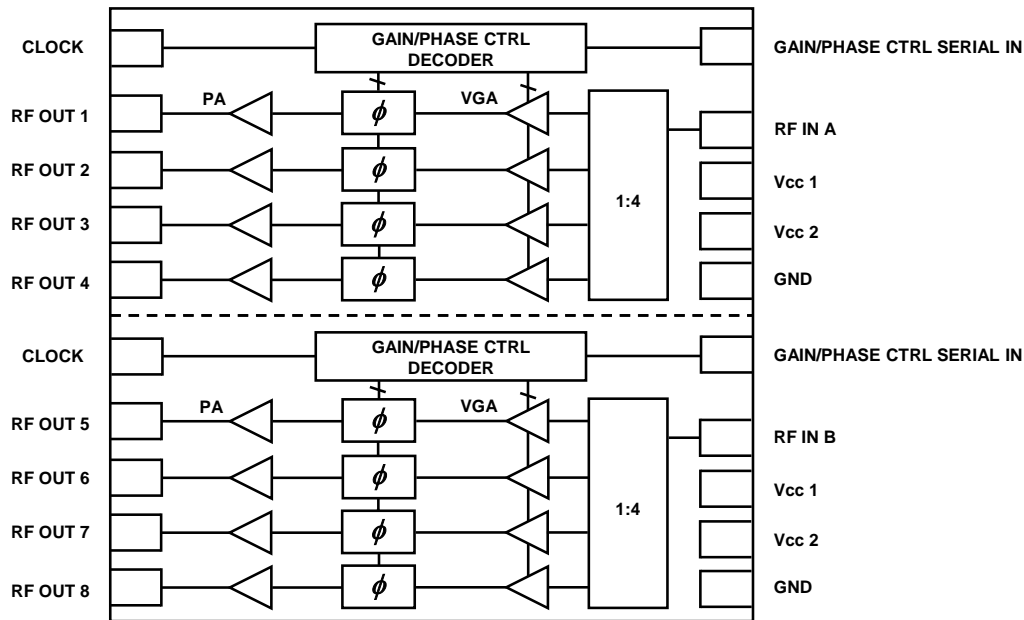 CLOCK
GAIN/PHASE CTRL
DECODER
GAIN/PHASE CTRL SERIAL IN
RF OUT 1
PA
ϕ
VGA
RF IN A
RF OUT 2
ϕ
Vcc 1
1:4
RF OUT 3
ϕ
Vcc 2
RF OUT 4
ϕ
GND
CLOCK
GAIN/PHASE CTRL
DECODER
GAIN/PHASE CTRL SERIAL IN
RF OUT 5
PA
ϕ
VGA
RF IN B
RF OUT 6
ϕ
Vcc 1
1:4
RF OUT 7
ϕ
Vcc 2
RF OUT 8
ϕ
GND